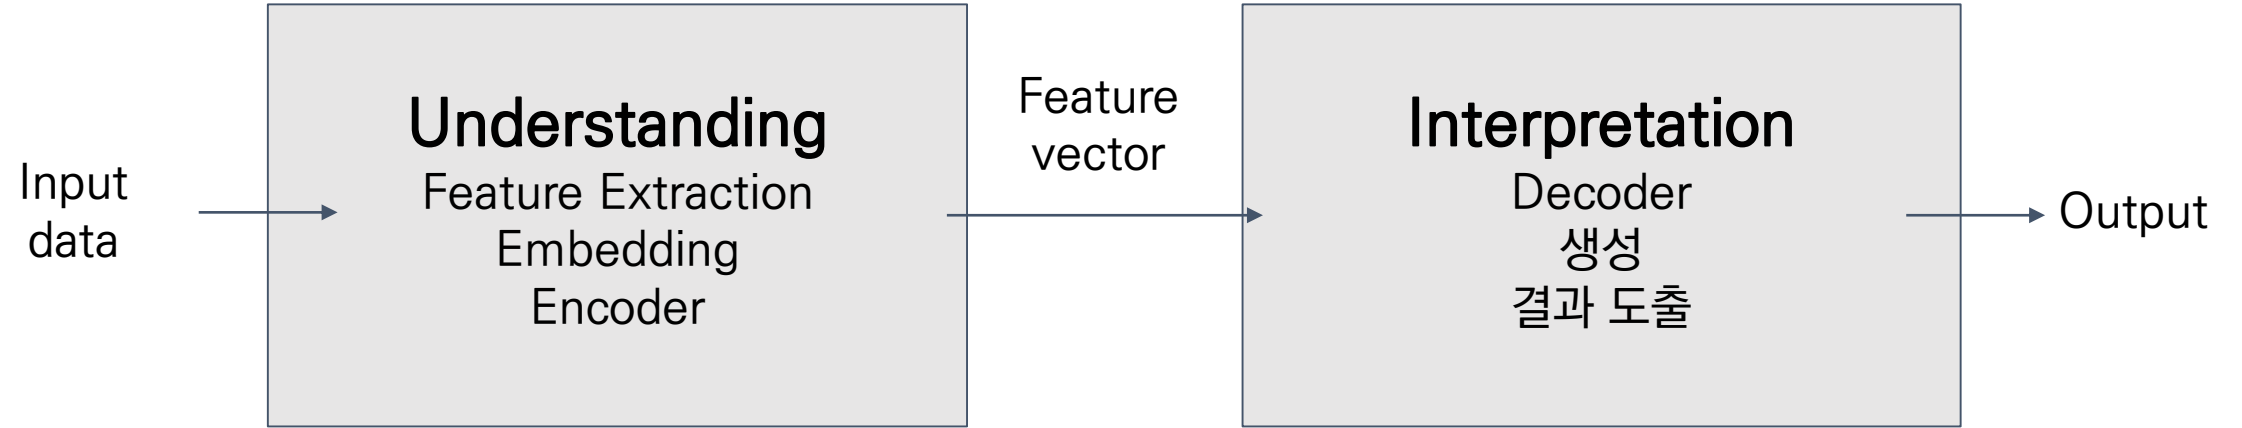 Input
data
Understanding
Feature Extraction
Embedding
Encoder
Feature
vector
Interpretation
Decoder
생성
결과 도출
Output